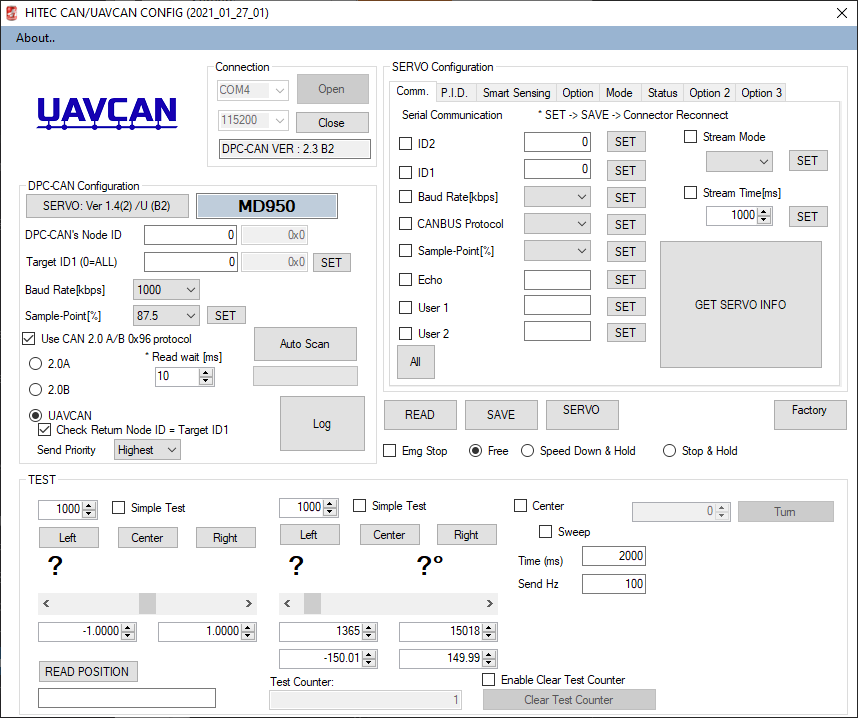 HITEC CAN/UAVCAN CONFIG (2021_01_27_01)
About..
UAVCAN
Connection
COM4
Open
115200
Close
DPC-CAN VER : 2.3 B2
DPC-CAN Configuration
SERVO: Ver 1.4(2) /U (B2)
MD950
DPC-CAN's Node ID
0
0x0
Target ID1 (0=ALL)
0
0x0
SET
Baud Rate[kbps]
1000
Sample-Point[%]
87.5
SET
Use CAN 2.0 A/B 0x96 protocol
2.0A
* Read wait [ms]
10
Auto Scan
2.0B
UAVCAN
Check Return Node ID = Target ID1
Log
Send Priority
Highest
SERVO Configuration
Comm. P.I.D. Smart Sensing Option Mode Status Option 2 Option 3
Serial Communication * SET -> SAVE -> Connector Reconnect
ID2
0
SET
ID1
0
SET
Baud Rate[kbps]
SET
CANBUS Protocol
SET
Sample-Point[%]
SET
Echo
SET
User 1
SET
User 2
SET
All
Stream Mode
SET
Stream Time[ms]
1000
SET
GET SERVO INFO
READ
SAVE
SERVO
Factory
Emg Stop
Free
Speed Down & Hold
Stop & Hold
TEST
1000
Simple Test
Left
Center
Right
?
< >
-1.0000
1.0000
READ POSITION
1000
Simple Test
Left
Center
Right
?
?°
< >
1365
15018
-150.01
149.99
Test Counter:
1
Center
0
Turn
Sweep
Time (ms)
2000
Send Hz
100
Enable Clear Test Counter
Clear Test Counter